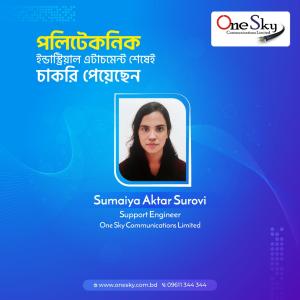 One Sky
Communications Limited
পলিটেকনিক
ইন্ডাস্ট্রিয়াল এটাচমেন্ট শেষেই
চাকরি পেয়েছেন
Sumaiya Aktar Surovi
Support Engineer
One Sky Communications Limited
www.onesky.com.bd 09611 344 344